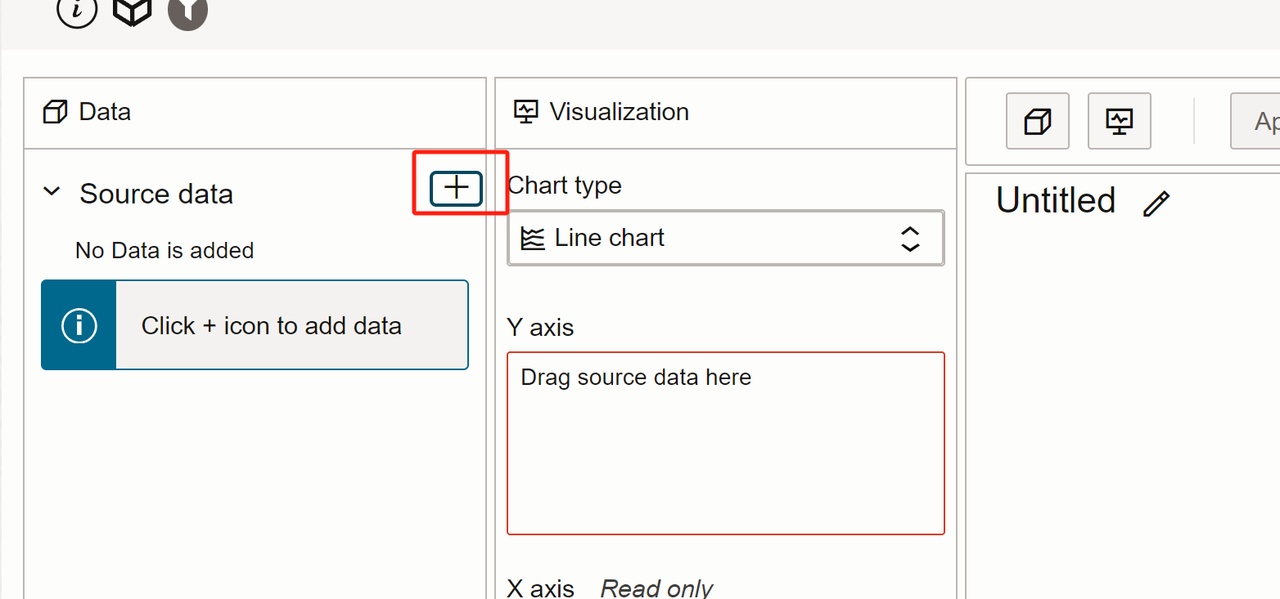 Data
Source data
No Data is added
Click + icon to add data
Visualization
Chart type
Line chart
Y axis
Drag source data here
X axis Read only
Ap
Untitled